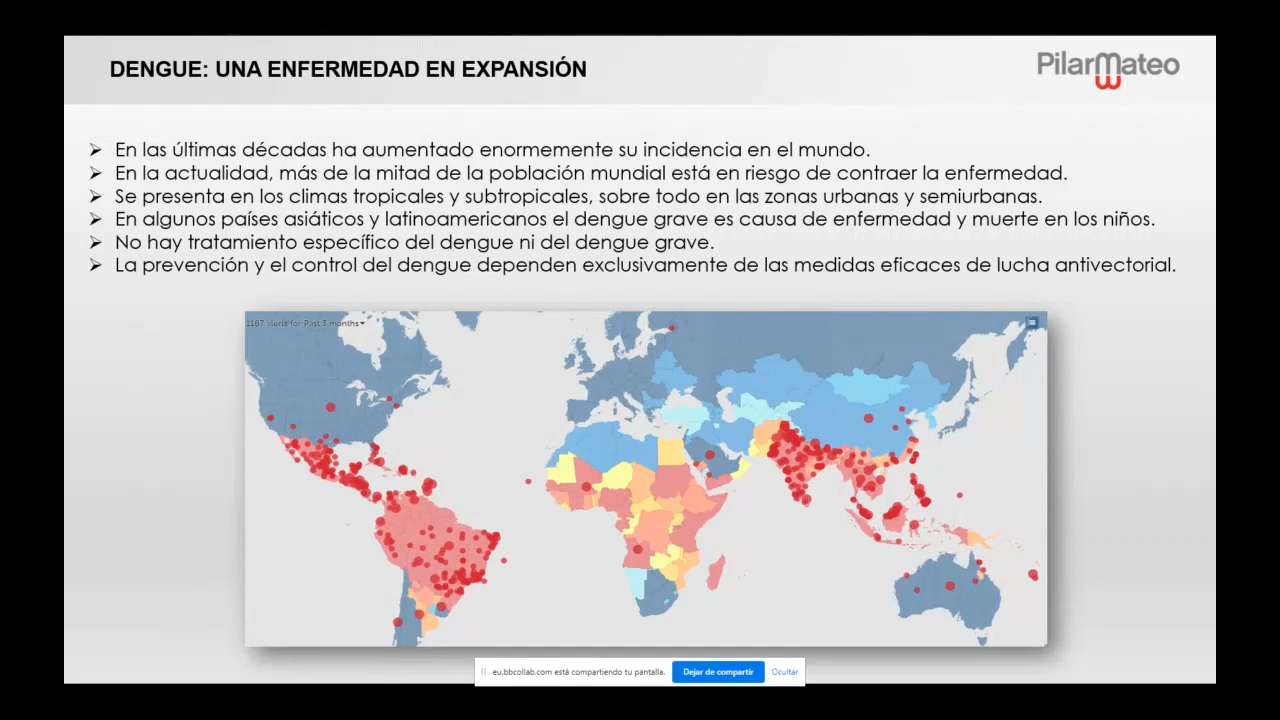 DENGUE: UNA ENFERMEDAD EN EXPANSIÓN
PilarMateo
➢ En las últimas décadas ha aumentado enormemente su incidencia en el mundo.
➢ En la actualidad, más de la mitad de la población mundial está en riesgo de contraer la enfermedad.
➢ Se presenta en los climas tropicales y subtropicales, sobre todo en las zonas urbanas y semiurbanas.
➢ En algunos países asiáticos y latinoamericanos el dengue grave es causa de enfermedad y muerte en los niños.
➢ No hay tratamiento específico del dengue ni del dengue grave.
➢ La prevención y el control del dengue dependen exclusivamente de las medidas eficaces de lucha antivectorial.
1187 alerts for Past 3 months
eu.bbcollab.com está compartiendo tu pantalla.
Dejar de compartir
Ocultar